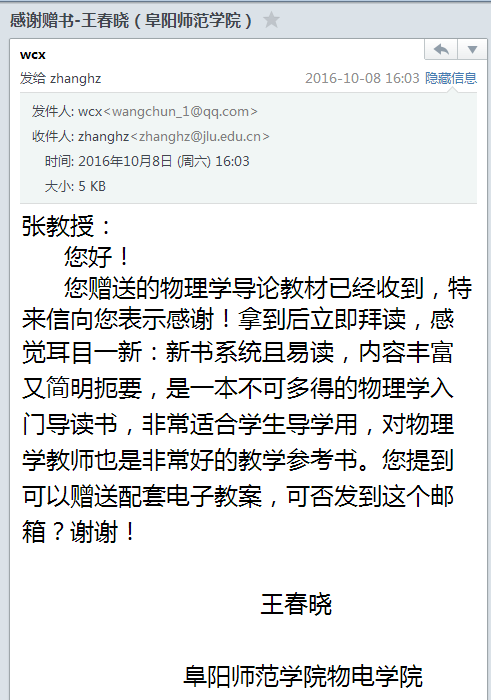 感谢赠书-王春晓（阜阳师范学院）
wcx
发给 zhanghz
2016-10-08 16:03 隐藏信息
发件人: wcx<wangchun_1@qq.com>
收件人: zhanghz<zhanghz@jlu.edu.cn>
时间: 2016年10月8日 (周六) 16:03
大小: 5 KB
张教授：
您好！
您赠送的物理学导论教材已经收到，特
来信向您表示感谢！拿到后立即拜读，感
觉耳目一新：新书系统且易读，内容丰富
又简明扼要，是一本不可多得的物理学入
门导读书，非常适合学生导学用，对物理
学教师也是非常好的教学参考书。您提到
可以赠送配套电子教案，可否发到这个邮
箱？谢谢！
王春晓
阜阳师范学院物电学院